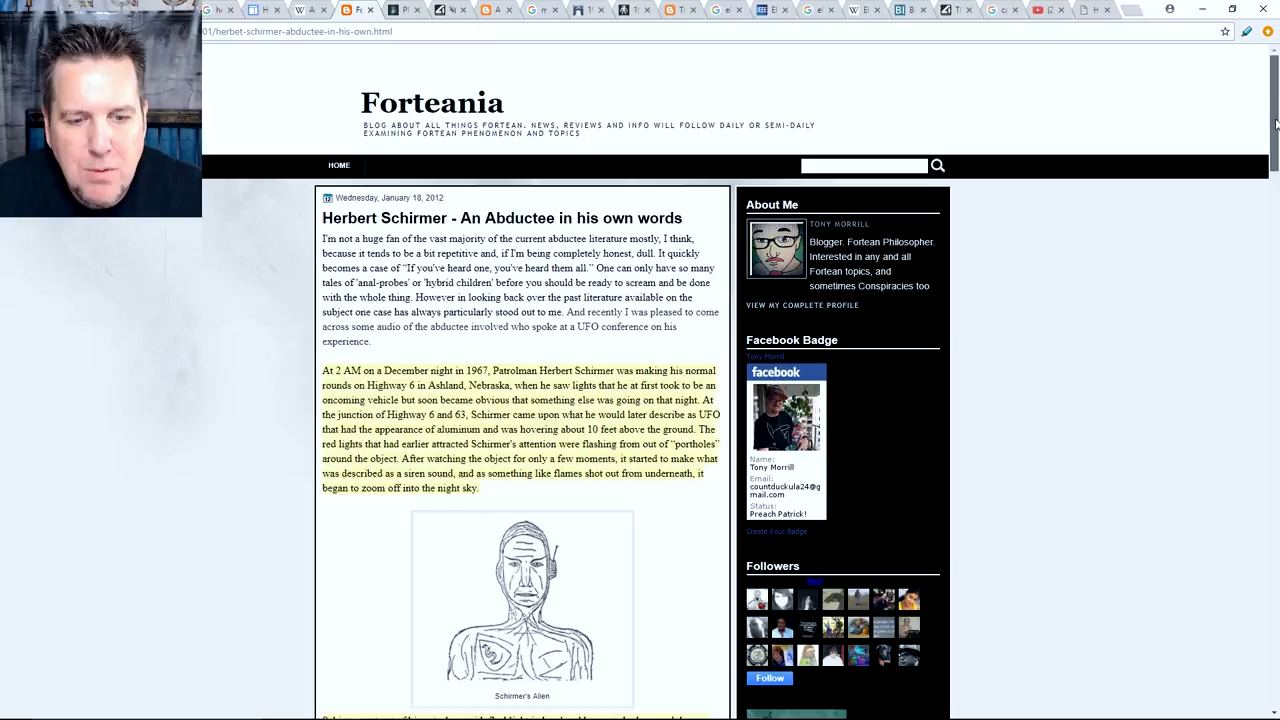 01/herbet-schirmer-abductee-in-his-own.html
Forteania
BLOG ABOUT ALL THINGS FORTEAN. NEWS, REVIEWS AND INFO WILL FOLLOW DAILY OR SEMI-DAILY
EXAMINING FORTEAN PHENOMENON AND TOPICS
HOME
Wednesday, January 18, 2012
Herbert Schirmer - An Abductee in his own words
I'm not a huge fan of the vast majority of the current abductee literature mostly, I think,
because it tends to be a bit repetitive and, if I'm being completely honest, dull. It quickly
becomes a case of "If you've heard one, you've heard them all." One can only have so many
tales of 'anal-probes' or 'hybrid children' before you should be ready to scream and be done
with the whole thing. However in looking back over the past literature available on the
subject one case has always particularly stood out to me. And recently I was pleased to come
across some audio of the abductee involved who spoke at a UFO conference on his
experience.
At 2 AM on a December night in 1967, Patrolman Herbert Schirmer was making his normal
rounds on Highway 6 in Ashland, Nebraska, when he saw lights that he at first took to be an
oncoming vehicle but soon became obvious that something else was going on that night. At
the junction of Highway 6 and 63, Schirmer came upon what he would later describe as UFO
that had the appearance of aluminum and was hovering about 10 feet above the ground. The
red lights that had earlier attracted Schirmer's attention were flashing from out of "portholes"
around the object. After watching the object for only a few moments, it started to make what
was described as a siren sound, and as something like flames shot out from underneath, it
began to zoom off into the night sky.
Schirmer's Alien
About Me
TONY MORRILL
Blogger. Fortean Philosopher.
Interested in any and all
Fortean topics, and
sometimes Conspiracies too
VIEW MY COMPLETE PROFILE
Facebook Badge
Tony Morrill
facebook
Name:
Tony Morrill
Email:
countduckula24@g
mail.com
Status:
Preach Patrick!
Create Your Badge
Followers
Follow